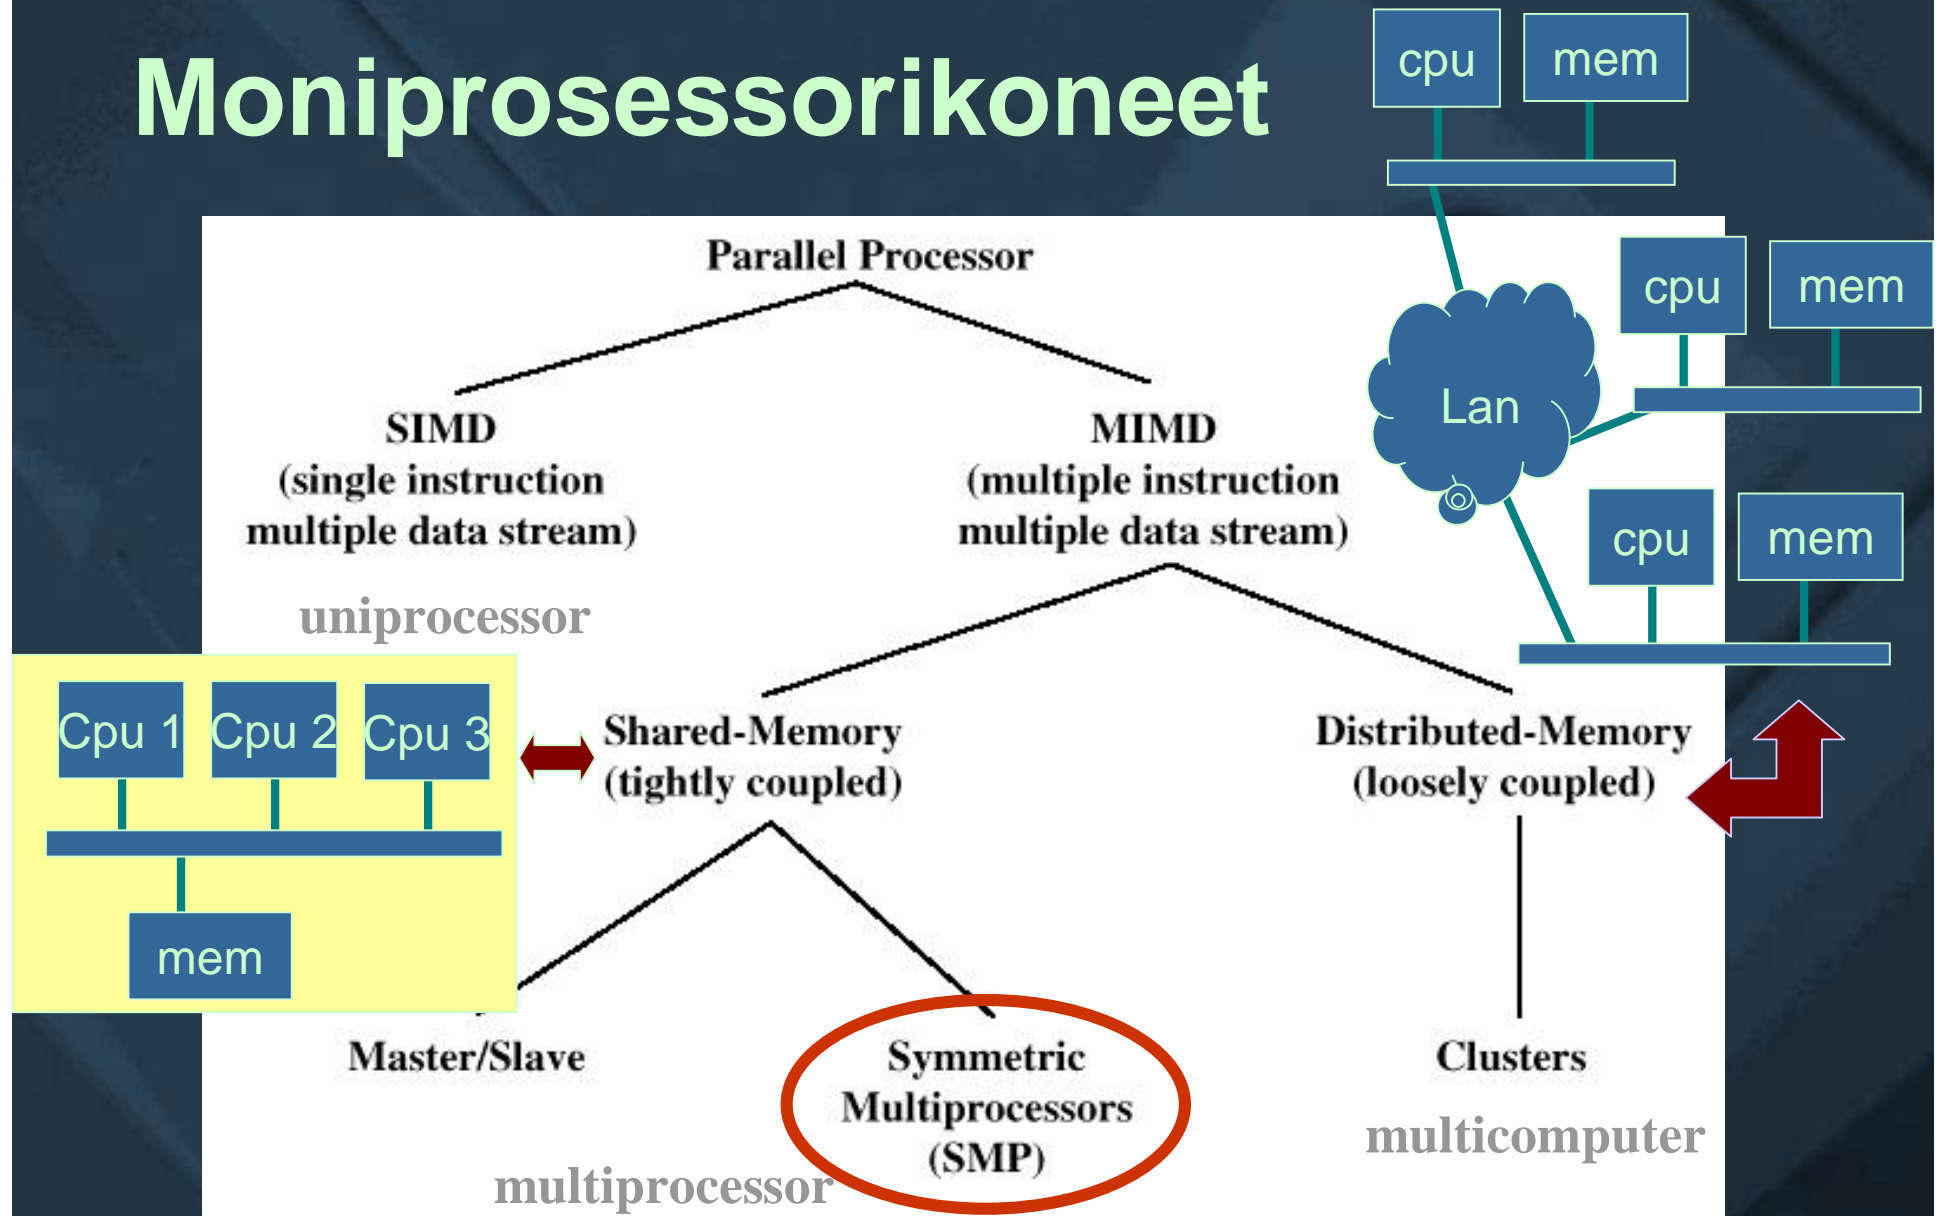 Moniprosessorikoneet
cpu mem
Parallel Processor
cpu mem
Lan
SIMD
(single instruction
multiple data stream)
MIMD
(multiple instruction
multiple data stream)
cpu mem
uniprocessor
Cpu 1 Cpu 2 Cpu 3
mem
Shared-Memory
(tightly coupled)
Distributed-Memory
(loosely coupled)
Master/Slave
Symmetric
Multiprocessors
(SMP)
Clusters
multicomputer
multiprocessor